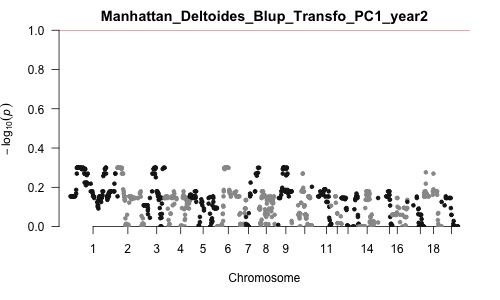 Manhattan_Deltoides_Blup_Transfo_PC1_year2
1.0
0.8
0.6
0.4
0.2
0.0
− log10(p)
1 2 3 4 5 6 7 8 9 11 14 16 18
Chromosome